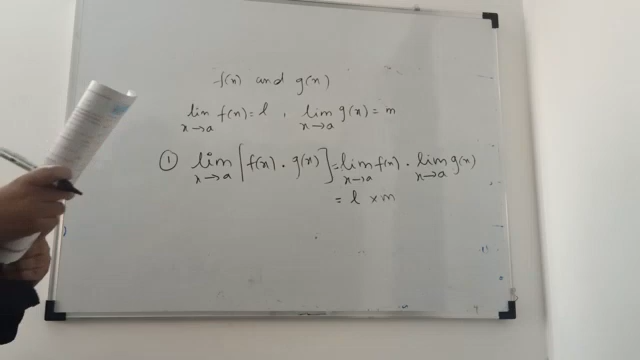 f(x) and g(x)
lim x→a f(x) = l , lim x→a g(x) = m
① lim x→a [f(x) · g(x)] = lim x→a f(x) · lim x→a g(x)
= l × m